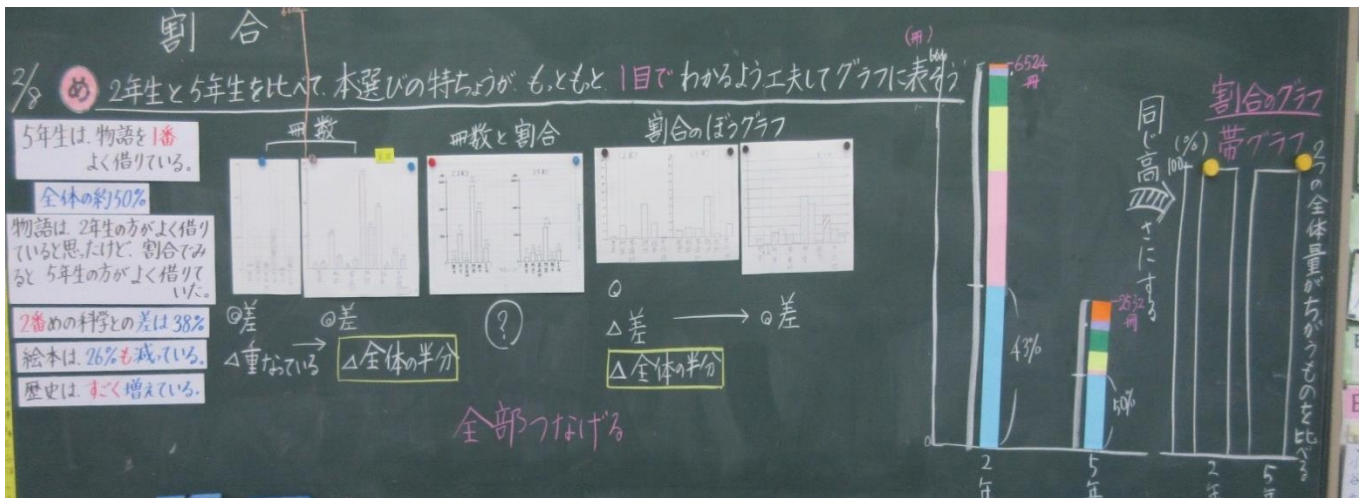 割合
2/8
め
2年生と5年生を比べて、本選びの特ちょうが、もっともっと、1目で わかるよう工夫してグラフに表そう
5年生は、物語を1番
よく借りている。
全体の約50%
物語は、2年生の方がよく借り
ていると思ったけど、割合でみ
ると 5年生の方がよく借りて
いた。
2番めの科学との差は38%
絵本は、26%も減っている。
歴史は、すごく増えている。
冊数
◎差
△重なっている
→
◎差
△全体の半分
冊数と割合
?
割合のぼうグラフ
△差
→
◎差
△全体の半分
全部つなげる
(冊)
6524
冊
43%
2年
2532
冊
50%
5年
0
同じ高さにする
割合のグラフ
帯グラフ
(%)
100
2年
5年
2つの全体量がちがうものを比べる。